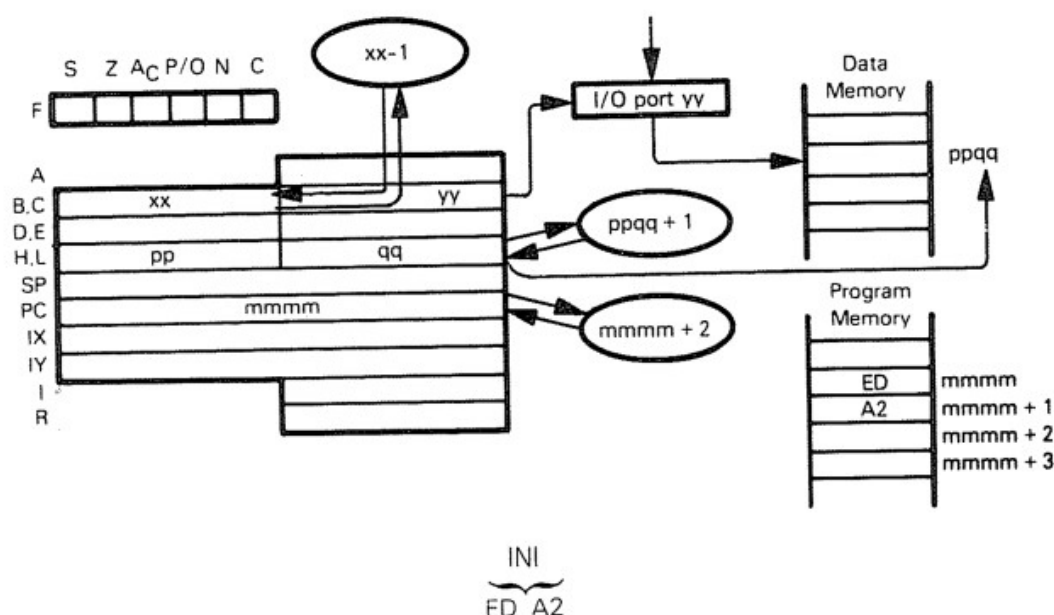 xx-1
S Z AC P/O N C
F
I/O port yy
Data
Memory
ppqq
A
B,C xx yy
D,E
ppqq + 1
H,L pp qq
SP
PC mmmm
mmmm + 2
IX
IY
I
R
Program
Memory
ED mmmm
A2 mmmm + 1
mmmm + 2
mmmm + 3
INI
ED A2